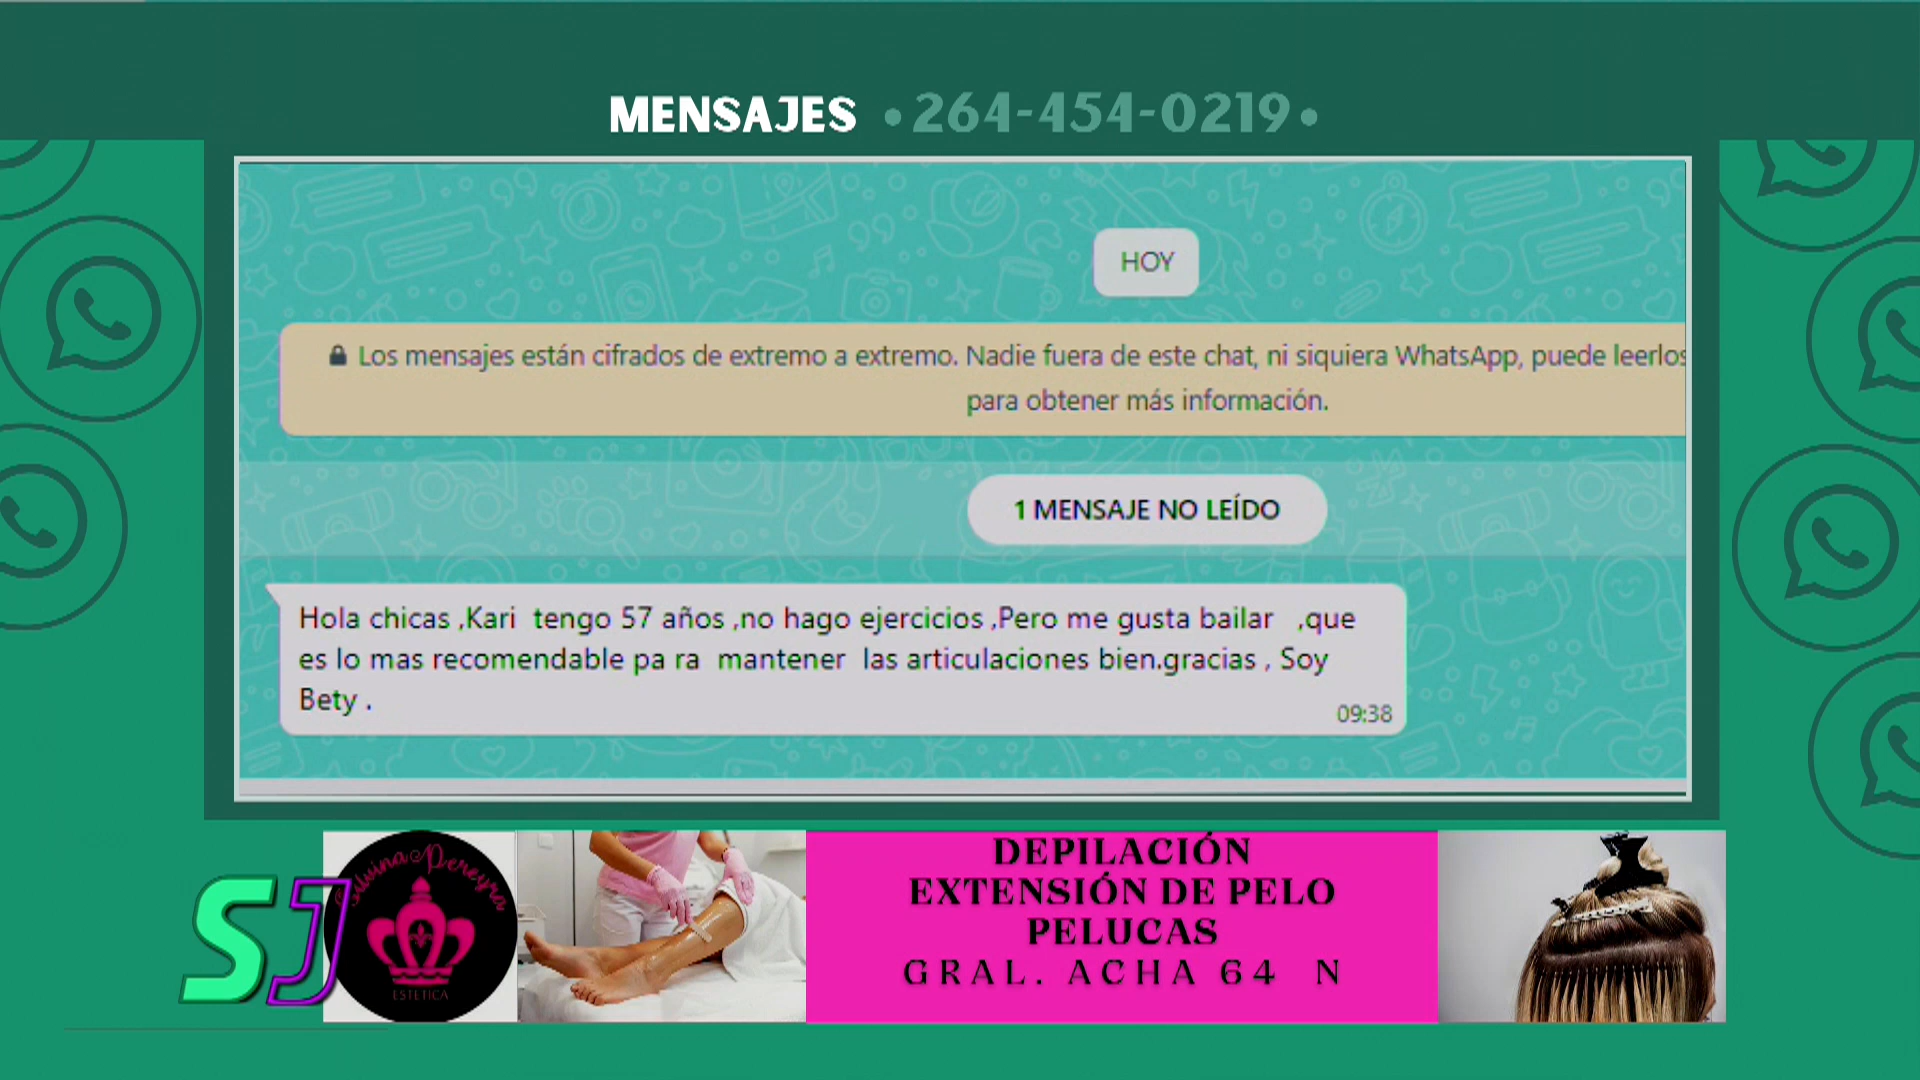 MENSAJES •264-454-0219•
HOY
Los mensajes están cifrados de extremo a extremo. Nadie fuera de este chat, ni siquiera WhatsApp, puede leerlos
para obtener más información.
1 MENSAJE NO LEÍDO
Hola chicas ,Kari tengo 57 años ,no hago ejercicios ,Pero me gusta bailar ,que
es lo mas recomendable pa ra mantener las articulaciones bien.gracias , Soy
Bety .
09:38
SJ
Silvina Pereyra
ESTETICA
DEPILACIÓN
EXTENSIÓN DE PELO
PELUCAS
GRAL. ACHA 64 N